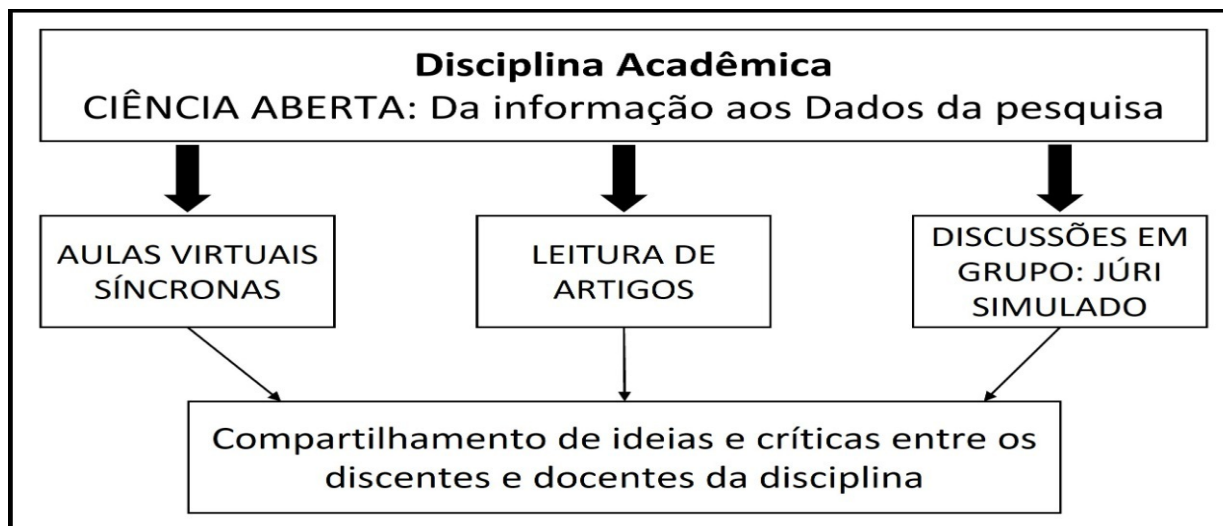 Disciplina Acadêmica
CIÊNCIA ABERTA: Da informação aos Dados da pesquisa
AULAS VIRTUAIS
SÍNCRONAS
LEITURA DE
ARTIGOS
DISCUSSÕES EM
GRUPO: JÚRI
SIMULADO
Compartilhamento de ideias e críticas entre os
discentes e docentes da disciplina